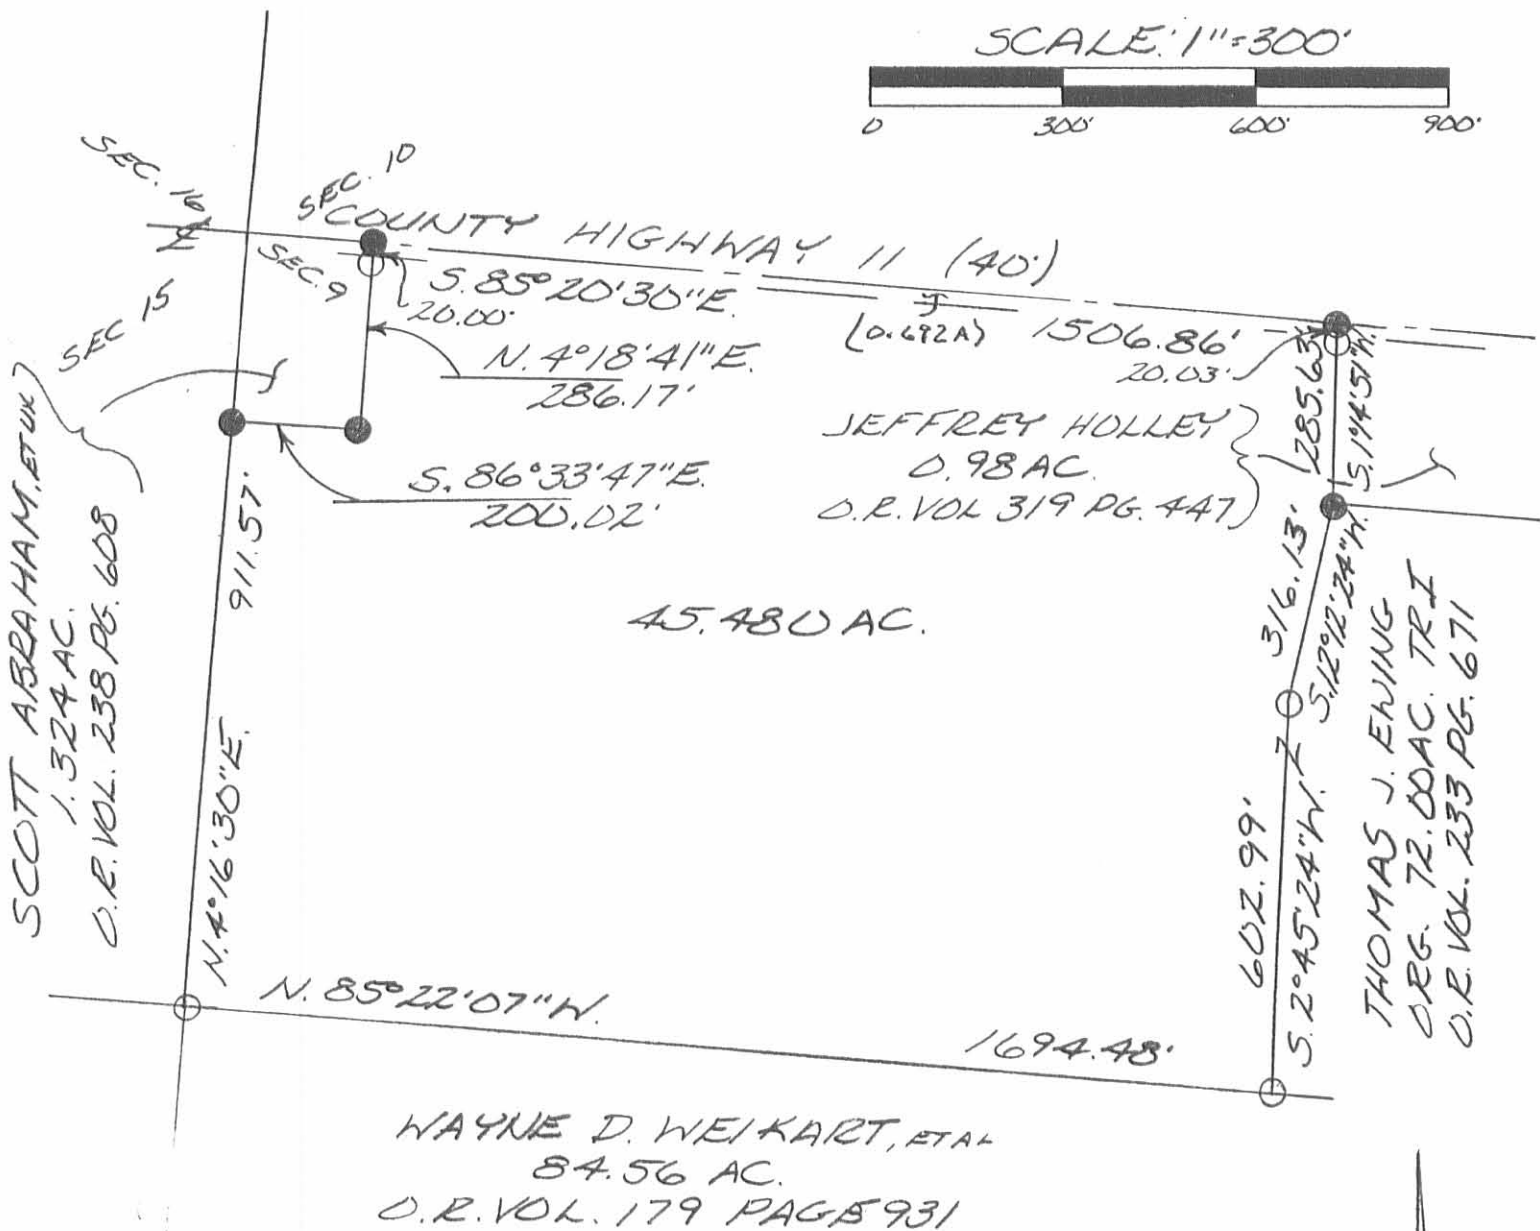 SCALE: 1"=300'
0 300' 600' 900'
SEC. 16
SEC. 10
SEC. 9
SEC 15
COUNTY HIGHWAY 11 (40')
S. 85° 20' 30" E.
1506.86'
(0.692A)
20.00'
20.03'
N. 4° 18' 41" E.
286.17'
S. 86° 33' 47" E.
200.02'
JEFFREY HOLLEY
0.98 AC.
O.R. VOL 319 PG. 447
285.63'
S. 1° 14' 51" W.
316.13'
S. 12° 12' 24" W.
45.480 AC.
SCOTT ABRAHAM, ET UX
1.324 AC.
O.R. VOL. 238 PG. 608
911.57'
N. 4° 16' 30" E.
602.99'
S. 2° 45' 24" W.
THOMAS J. EWING
ORG. 72.00 AC. TR. I
O.R. VOL. 233 PG. 671
N. 85° 22' 07" W.
1694.48'
WAYNE D. WEIKART, ET AL
84.56 AC.
O.R. VOL. 179 PAGE 931